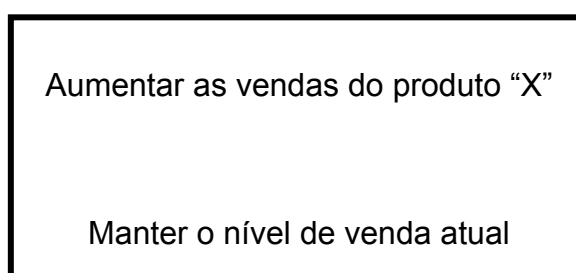 Aumentar as vendas do produto “X”
Manter o nível de venda atual